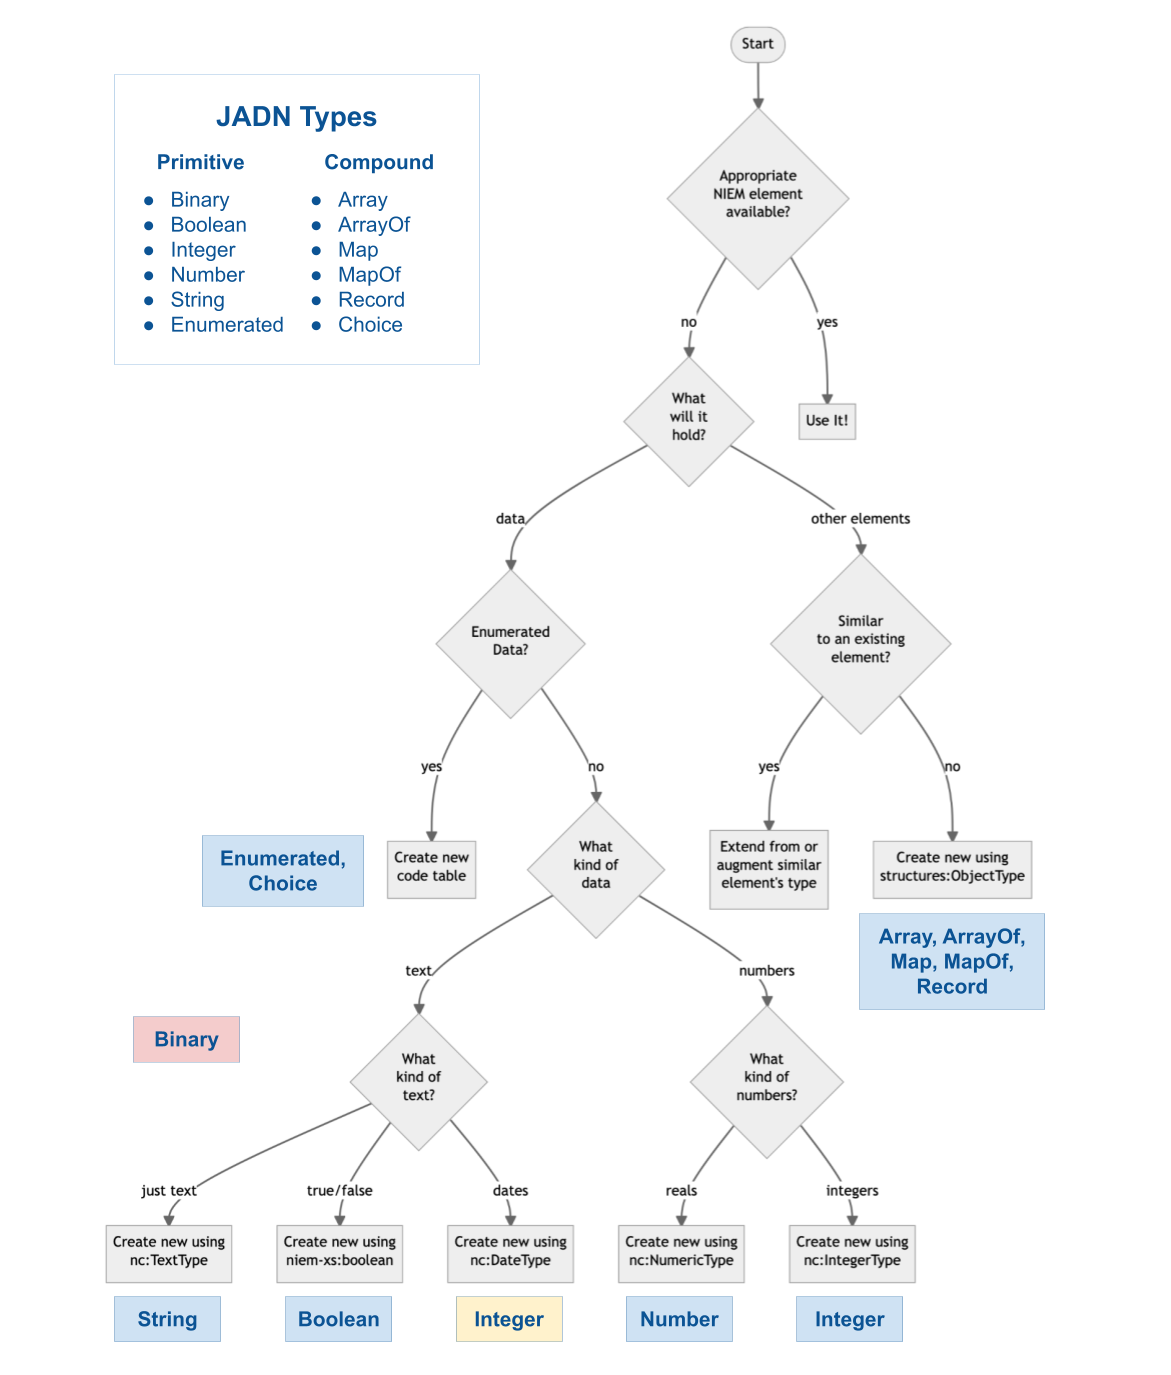 Start
JADN Types
Primitive
Compound
● Binary
● Boolean
● Integer
● Number
● String
● Enumerated
● Array
● ArrayOf
● Map
● MapOf
● Record
● Choice
Appropriate
NIEM element
available?
no
yes
What
will it
hold?
Use It!
data
other elements
Enumerated
Data?
Similar
to an existing
element?
yes
no
yes
no
Enumerated,
Choice
Create new
code table
What
kind of
data
Extend from or
augment similar
element's type
Create new using
structures:ObjectType
Array, ArrayOf,
Map, MapOf,
Record
text
numbers
Binary
What
kind of
text?
What
kind of
numbers?
just text
true/false
dates
reals
integers
Create new using
nc:TextType
Create new using
niem-xs:boolean
Create new using
nc:DateType
Create new using
nc:NumericType
Create new using
nc:IntegerType
String
Boolean
Integer
Number
Integer